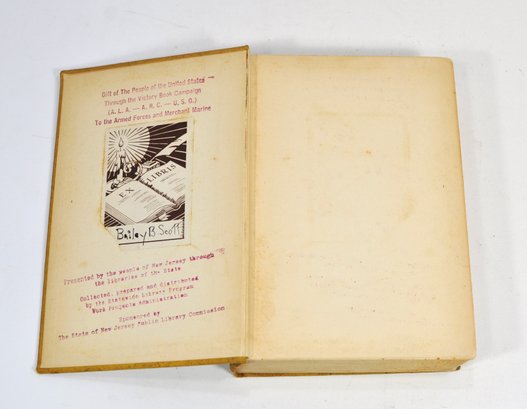 Gift of The People of the United States
Through the Victory Book Campaign
(A. L. A. — A. R. C. — U. S. O.)
To the Armed Forces and Merchant Marine
EX LIBRIS
Bailey B. Scott
Presented by the people of New Jersey through
the libraries of the State
Collected, prepared and distributed
by the Statewide Library Program
Work Projects Administration
Sponsored by
The State of New Jersey Public Library Commission